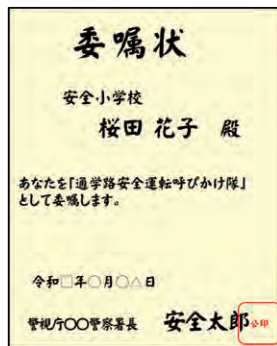 委嘱状
安全小学校
桜田 花子 殿
あなたを「通学路安全運転呼びかけ隊」
として委嘱します。
令和□年○月○△日
警視庁○○警察署長 安全太郎 公印